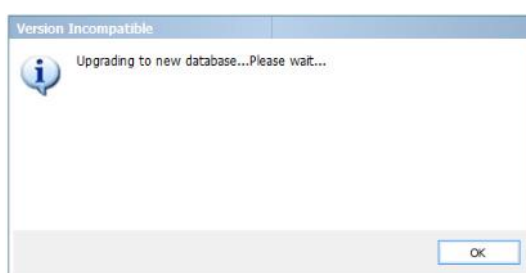 Version Incompatible
Upgrading to new database...Please wait...
OK